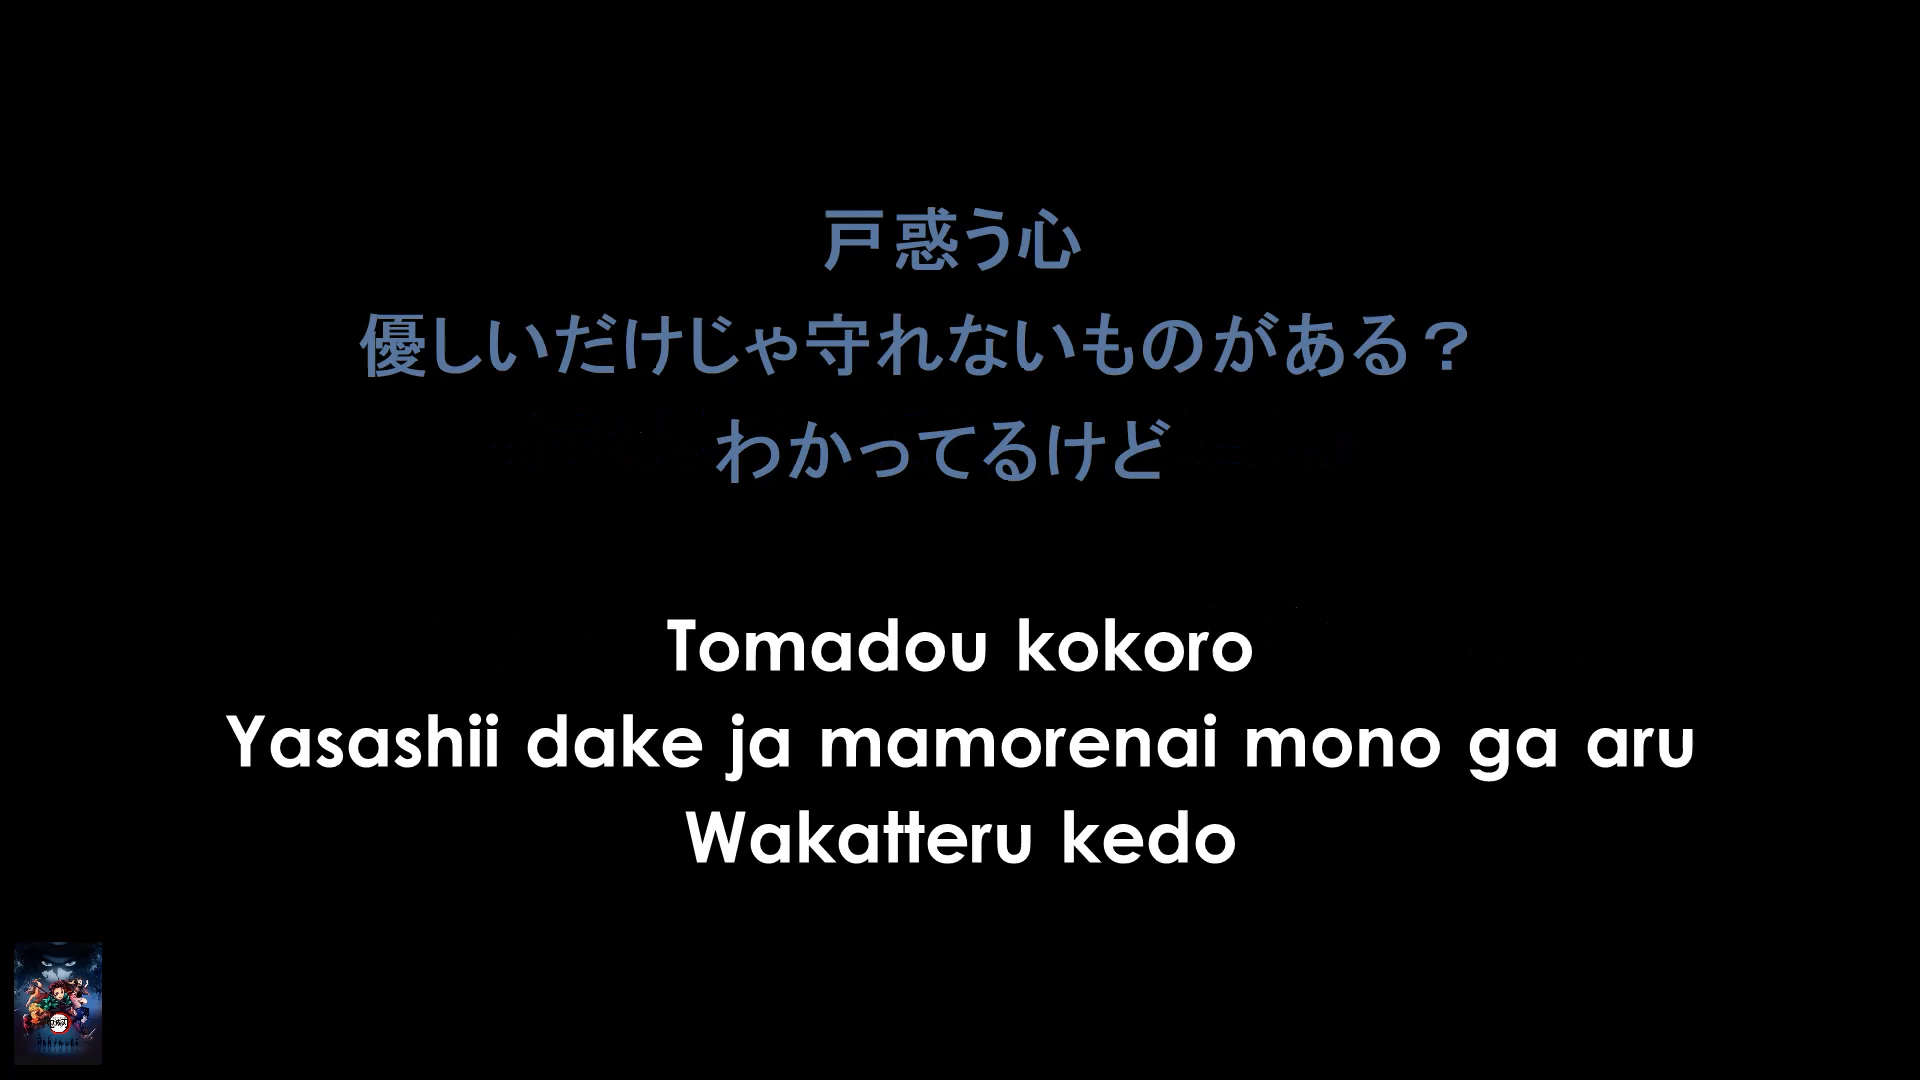 戸惑う心
優しいだけじゃ守れないものがある？
わかってるけど
Tomadou kokoro
Yasashii dake ja mamorenai mono ga aru
Wakatteru kedo